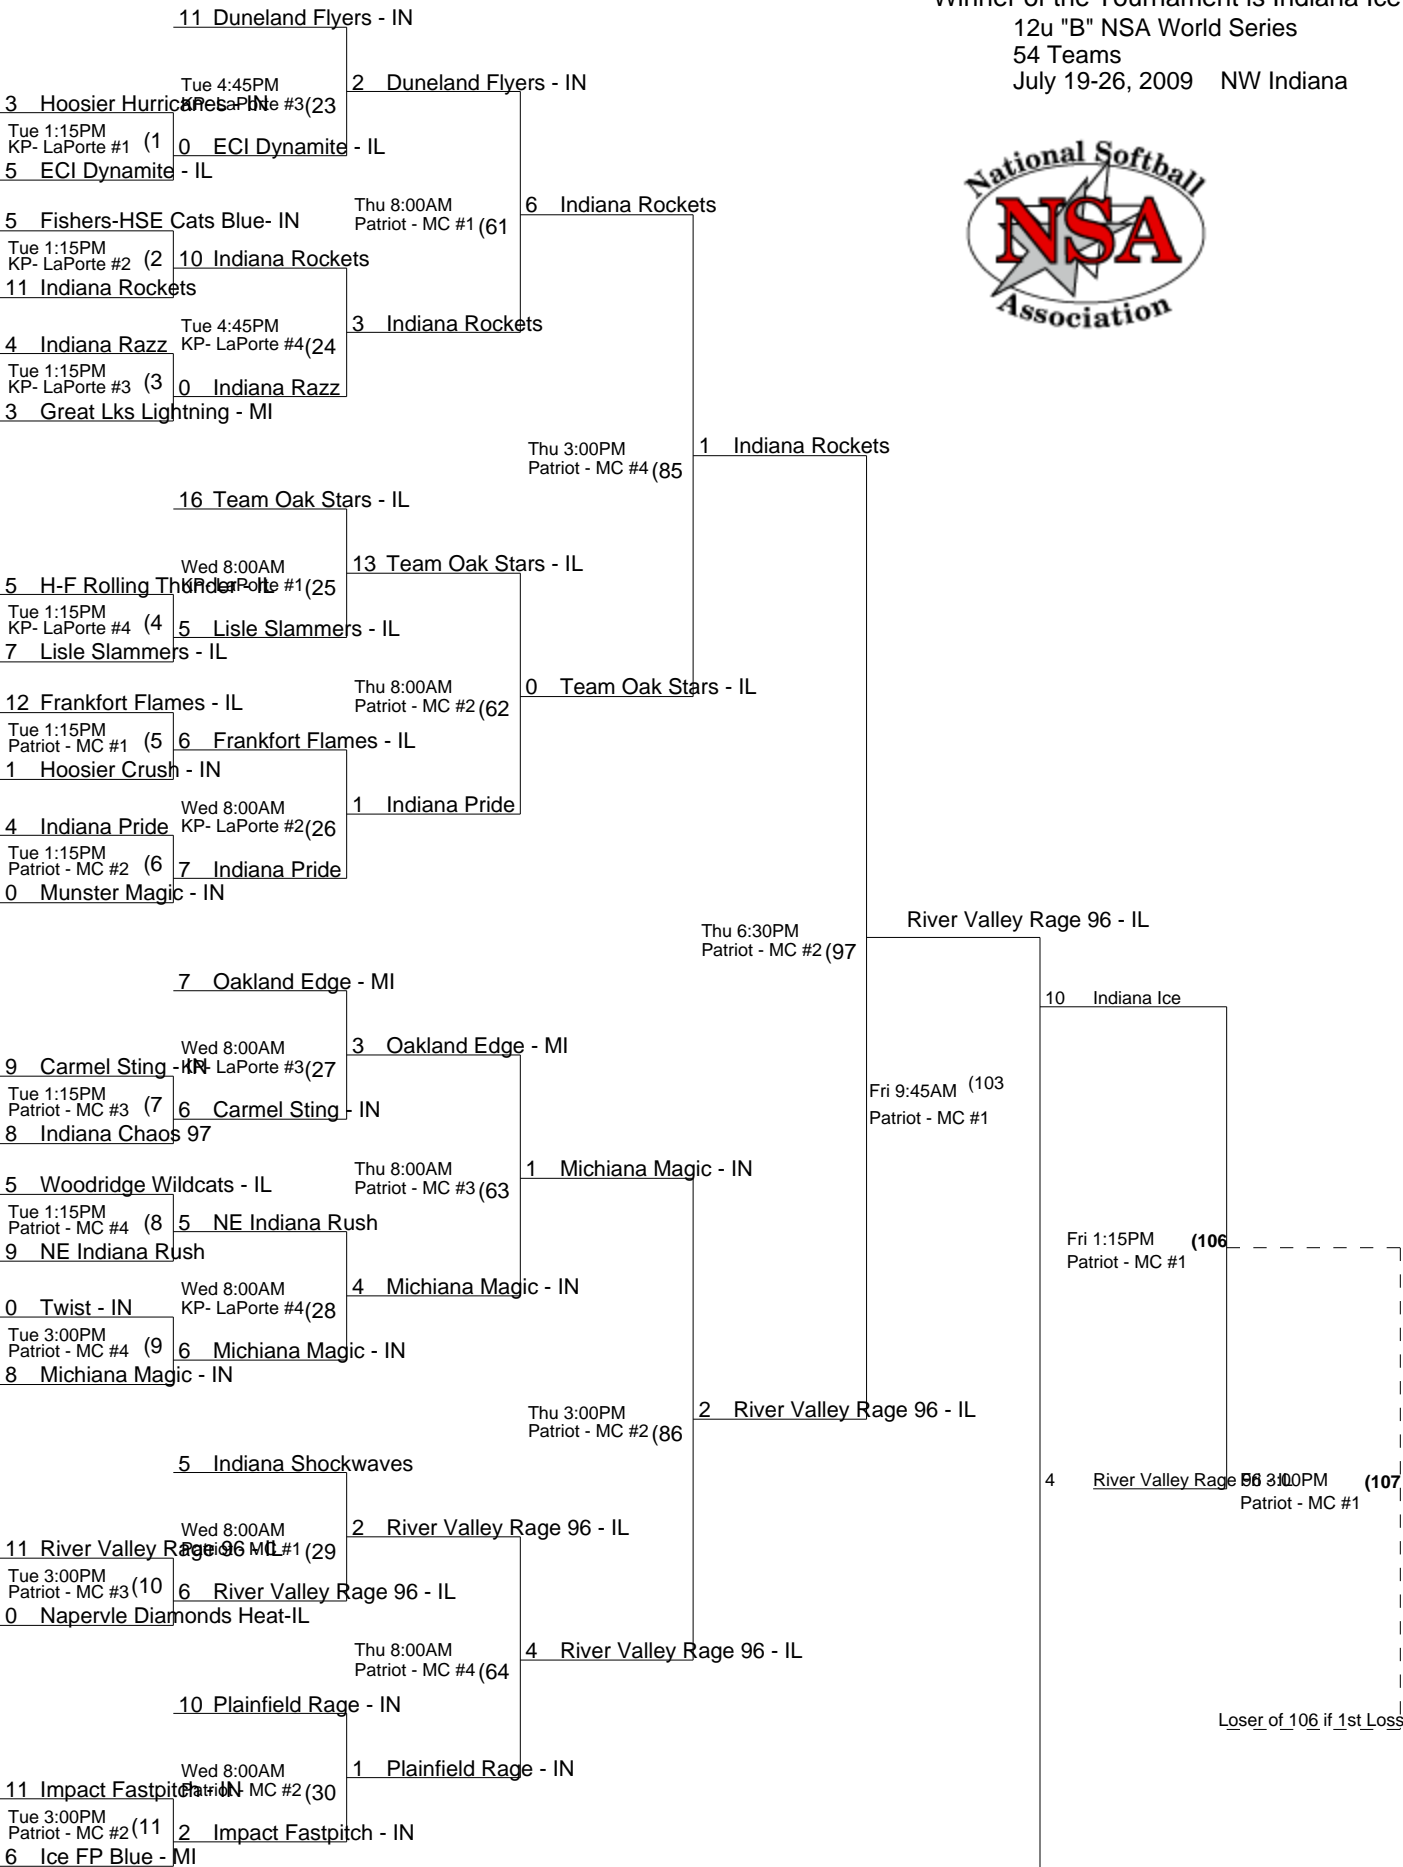 Winner of the Tournament is Indiana Ice
12u "B" NSA World Series
54 Teams
July 19-26, 2009 NW Indiana
National Softball
NSA
Association
11 Duneland Flyers - IN
Tue 4:45PM
KP- LaPorte #3 (23
2 Duneland Flyers - IN
3 Hoosier Hurricanes - IN
Tue 1:15PM
KP- LaPorte #1 (1
0 ECI Dynamite - IL
5 ECI Dynamite - IL
Thu 8:00AM
Patriot - MC #1 (61
6 Indiana Rockets
5 Fishers-HSE Cats Blue- IN
Tue 1:15PM
KP- LaPorte #2 (2
10 Indiana Rockets
11 Indiana Rockets
Tue 4:45PM
KP- LaPorte #4 (24
3 Indiana Rockets
4 Indiana Razz
Tue 1:15PM
KP- LaPorte #3 (3
0 Indiana Razz
3 Great Lks Lightning - MI
Thu 3:00PM
Patriot - MC #4 (85
1 Indiana Rockets
16 Team Oak Stars - IL
Wed 8:00AM
KP- LaPorte #1 (25
13 Team Oak Stars - IL
5 H-F Rolling Thunder - IL
Tue 1:15PM
KP- LaPorte #4 (4
5 Lisle Slammers - IL
7 Lisle Slammers - IL
Thu 8:00AM
Patriot - MC #2 (62
0 Team Oak Stars - IL
12 Frankfort Flames - IL
Tue 1:15PM
Patriot - MC #1 (5
6 Frankfort Flames - IL
1 Hoosier Crush - IN
Wed 8:00AM
KP- LaPorte #2 (26
1 Indiana Pride
4 Indiana Pride
Tue 1:15PM
Patriot - MC #2 (6
7 Indiana Pride
0 Munster Magic - IN
Thu 6:30PM
Patriot - MC #2 (97
River Valley Rage 96 - IL
7 Oakland Edge - MI
10 Indiana Ice
Wed 8:00AM
KP- LaPorte #3 (27
3 Oakland Edge - MI
9 Carmel Sting - IN
Tue 1:15PM
Patriot - MC #3 (7
6 Carmel Sting - IN
8 Indiana Chaos 97
Fri 9:45AM (103
Patriot - MC #1
Thu 8:00AM
Patriot - MC #3 (63
1 Michiana Magic - IN
5 Woodridge Wildcats - IL
Tue 1:15PM
Patriot - MC #4 (8
5 NE Indiana Rush
9 NE Indiana Rush
Fri 1:15PM (106
Patriot - MC #1
Wed 8:00AM
KP- LaPorte #4 (28
4 Michiana Magic - IN
0 Twist - IN
Tue 3:00PM
Patriot - MC #4 (9
6 Michiana Magic - IN
8 Michiana Magic - IN
Thu 3:00PM
Patriot - MC #2 (86
2 River Valley Rage 96 - IL
5 Indiana Shockwaves
4 River Valley Rage 96 - IL
Fri 3:00PM (107
Patriot - MC #1
Wed 8:00AM
Patriot - MC #1 (29
2 River Valley Rage 96 - IL
11 River Valley Rage 96 - IL
Tue 3:00PM
Patriot - MC #3 (10
6 River Valley Rage 96 - IL
0 Napervle Diamonds Heat-IL
Thu 8:00AM
Patriot - MC #4 (64
4 River Valley Rage 96 - IL
10 Plainfield Rage - IN
Loser of 106 if 1st Loss
Wed 8:00AM
Patriot - MC #2 (30
1 Plainfield Rage - IN
11 Impact Fastpitch - IN
Tue 3:00PM
Patriot - MC #2 (11
2 Impact Fastpitch - IN
6 Ice FP Blue - MI